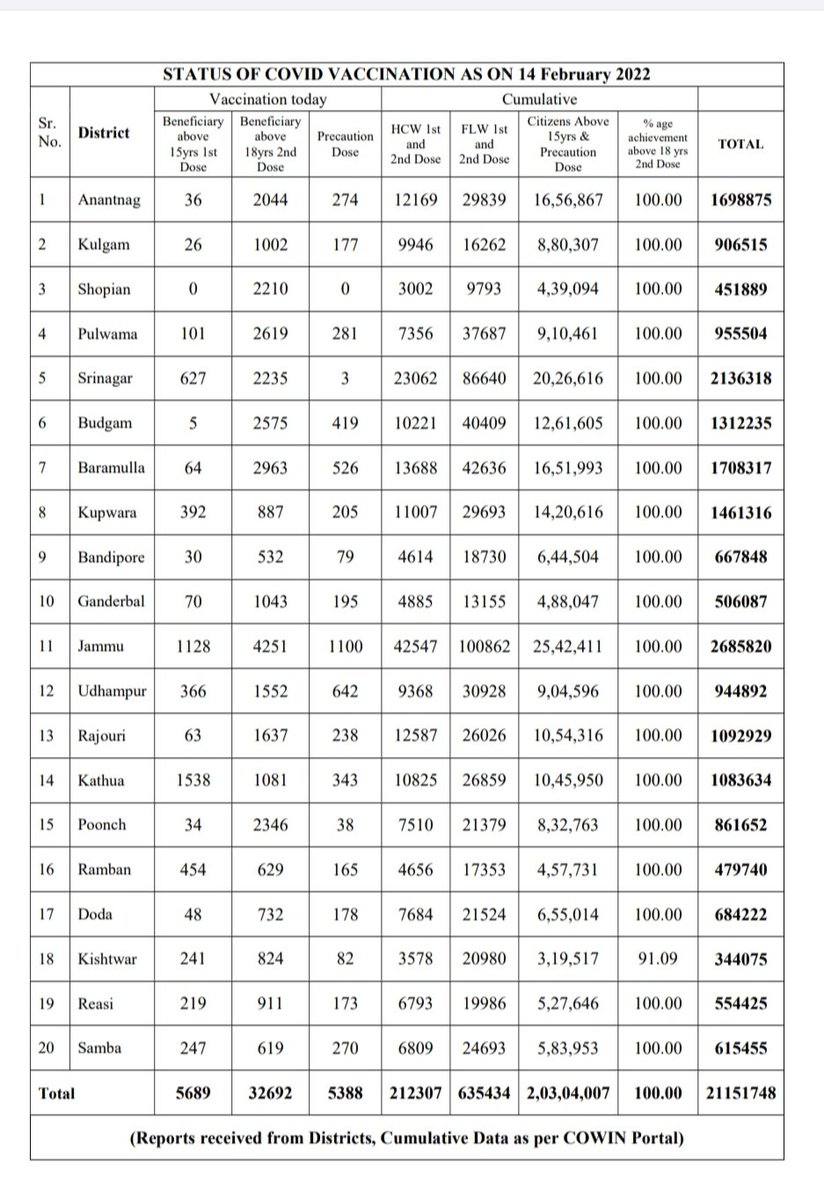 STATUS OF COVID VACCINATION AS ON 14 February 2022
Sr. No. District Vaccination today Cumulative
Beneficiary above 15yrs 1st Dose Beneficiary above 18yrs 2nd Dose Precaution Dose HCW 1st and 2nd Dose FLW 1st and 2nd Dose Citizens Above 15yrs & Precaution Dose % age achievement above 18 yrs 2nd Dose TOTAL
1 Anantnag 36 2044 274 12169 29839 16,56,867 100.00 1698875
2 Kulgam 26 1002 177 9946 16262 8,80,307 100.00 906515
3 Shopian 0 2210 0 3002 9793 4,39,094 100.00 451889
4 Pulwama 101 2619 281 7356 37687 9,10,461 100.00 955504
5 Srinagar 627 2235 3 23062 86640 20,26,616 100.00 2136318
6 Budgam 5 2575 419 10221 40409 12,61,605 100.00 1312235
7 Baramulla 64 2963 526 13688 42636 16,51,993 100.00 1708317
8 Kupwara 392 887 205 11007 29693 14,20,616 100.00 1461316
9 Bandipore 30 532 79 4614 18730 6,44,504 100.00 667848
10 Ganderbal 70 1043 195 4885 13155 4,88,047 100.00 506087
11 Jammu 1128 4251 1100 42547 100862 25,42,411 100.00 2685820
12 Udhampur 366 1552 642 9368 30928 9,04,596 100.00 944892
13 Rajouri 63 1637 238 12587 26026 10,54,316 100.00 1092929
14 Kathua 1538 1081 343 10825 26859 10,45,950 100.00 1083634
15 Poonch 34 2346 38 7510 21379 8,32,763 100.00 861652
16 Ramban 454 629 165 4656 17353 4,57,731 100.00 479740
17 Doda 48 732 178 7684 21524 6,55,014 100.00 684222
18 Kishtwar 241 824 82 3578 20980 3,19,517 91.09 344075
19 Reasi 219 911 173 6793 19986 5,27,646 100.00 554425
20 Samba 247 619 270 6809 24693 5,83,953 100.00 615455
Total 5689 32692 5388 212307 635434 2,03,04,007 100.00 21151748
(Reports received from Districts, Cumulative Data as per COWIN Portal)